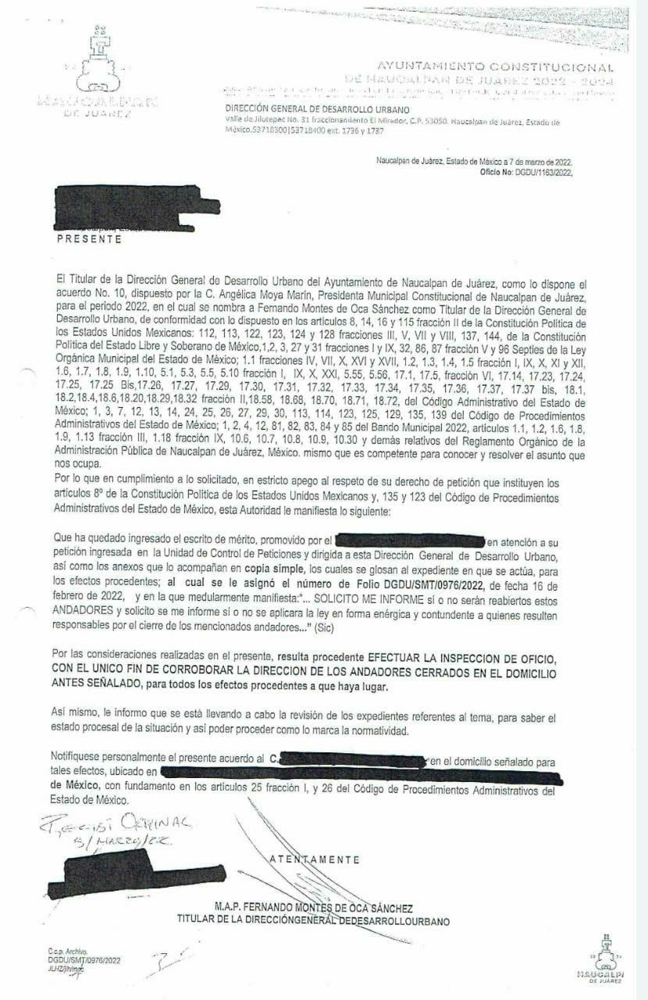 NAUCALPAN
DE JUÁREZ
AYUNTAMIENTO CONSTITUCIONAL
DE NAUCALPAN DE JUÁREZ 2022 - 2024
DIRECCIÓN GENERAL DE DESARROLLO URBANO
Valle de Jilotepec No. 31 fraccionamiento El Mirador, C.P. 53050. Naucalpan de Juárez, Estado de
México.53718300|53718400 ext. 1736 y 1737
Naucalpan de Juárez, Estado de México a 7 de marzo de 2022.
Oficio No: DGDU/1163/2022,
PRESENTE
El Titular de la Dirección General de Desarrollo Urbano del Ayuntamiento de Naucalpan de Juárez, como lo dispone el
acuerdo No. 10, dispuesto por la C. Angélica Moya Marín, Presidenta Municipal Constitucional de Naucalpan de Juárez,
para el periodo 2022, en el cual se nombra a Fernando Montes de Oca Sánchez como Titular de la Dirección General de
Desarrollo Urbano, de conformidad con lo dispuesto en los articulos 8, 14, 16 y 115 fracción II de la Constitución Política de
los Estados Unidos Mexicanos: 112, 113, 122, 123, 124 y 128 fracciones III, V, VII y VIII, 137, 144, de la Constitución
Política del Estado Libre y Soberano de México,1,2, 3, 27 y 31 fracciones I y IX, 32, 86, 87 fracción V y 96 Septies de la Ley
Orgánica Municipal del Estado de México; 1.1 fracciones IV, VII, X, XVI y XVII, 1.2, 1.3, 1.4, 1.5 fracción I, IX, X, XI y XII,
1.6, 1.7, 1.8, 1.9, 1.10, 5.1, 5.3, 5.5, 5.10 fracción I, IX, X, XXI, 5.55, 5.56, 17.1, 17.5, fracción VI, 17.14, 17.23, 17.24,
17.25, 17.25 Bis,17.26, 17.27, 17.29, 17.30, 17.31, 17.32, 17.33, 17.34, 17.35, 17.36, 17.37, 17.37 bis, 18.1,
18.2,18.4,18.6,18.20,18.29,18.32 fracción II,18.58, 18.68, 18.70, 18.71, 18.72, del Código Administrativo del Estado de
México; 1, 3, 7, 12, 13, 14, 24, 25, 26, 27, 29, 30, 113, 114, 123, 125, 129, 135, 139 del Código de Procedimientos
Administrativos del Estado de México; 1, 2, 4, 12, 81, 82, 83, 84 y 85 del Bando Municipal 2022, articulos 1.1, 1.2, 1.6, 1.8,
1.9, 1.13 fracción III, 1.18 fracción IX, 10.6, 10.7, 10.8, 10.9, 10.30 y demás relativos del Reglamento Orgánico de la
Administración Pública de Naucalpan de Juárez, México. mismo que es competente para conocer y resolver el asunto que
nos ocupa.
Por lo que en cumplimiento a lo solicitado, en estricto apego al respeto de su derecho de petición que instituyen los
articulos 8º de la Constitución Política de los Estados Unidos Mexicanos y, 135 y 123 del Código de Procedimientos
Administrativos del Estado de México, esta Autoridad le manifiesta lo siguiente:
Que ha quedado ingresado el escrito de mérito, promovido por el en atención a su
petición ingresada en la Unidad de Control de Peticiones y dirigida a esta Dirección General de Desarrollo Urbano,
así como los anexos que lo acompañan en copia simple, los cuales se glosan al expediente en que se actúa, para
los efectos procedentes; al cual se le asignó el número de Folio DGDU/SMT/0976/2022, de fecha 16 de
febrero de 2022, y en la que medularmente manifiesta:"... SOLICITO ME INFORME sí o no serán reabiertos estos
ANDADORES y solicito se me informe sí o no se aplicara la ley en forma enérgica y contundente a quienes resulten
responsables por el cierre de los mencionados andadores..." (Sic)
Por las consideraciones realizadas en el presente, resulta procedente EFECTUAR LA INSPECCION DE OFICIO,
CON EL UNICO FIN DE CORROBORAR LA DIRECCION DE LOS ANDADORES CERRADOS EN EL DOMICILIO
ANTES SEÑALADO, para todos los efectos procedentes a que haya lugar.
Así mismo, le informo que se está llevando a cabo la revisión de los expedientes referentes al tema, para saber el
estado procesal de la situación y así poder proceder como lo marca la normatividad.
Notifíquese personalmente el presente acuerdo al C. en el domicilio señalado para
tales efectos, ubicado en
de México, con fundamento en los articulos 25 fracción I, y 26 del Código de Procedimientos Administrativos del
Estado de México.
RECIBI ORIGINAL
/MARZO/22
ATENTAMENTE
M.A.P. FERNANDO MONTES DE OCA SÁNCHEZ
TITULAR DE LA DIRECCIÓNGENERAL DEDESARROLLOURBANO
C.c.p. Archivo.
DGDU/SMT/0976/2022
NAUCALPAN
DE JUÁREZ